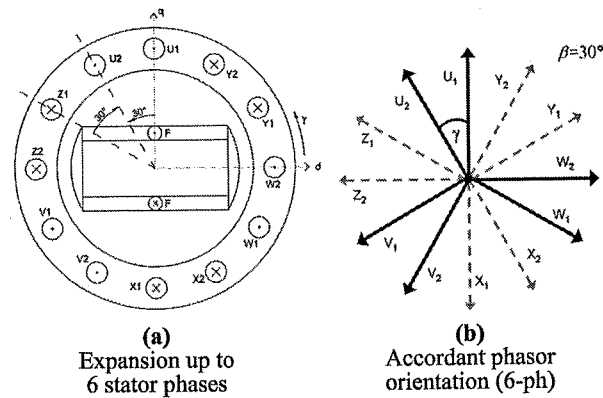 q
U1
U2
Y2
Z1
Y1
30°
30°
γ
F
Z2
d
W2
F
V1
W1
V2
X2
X1
(a)
Expansion up to
6 stator phases
β=30°
U₁
Y₂
U₂
Y₁
γ
Z₁
W₂
Z₂
W₁
V₁
X₂
V₂
X₁
(b)
Accordant phasor
orientation (6-ph)